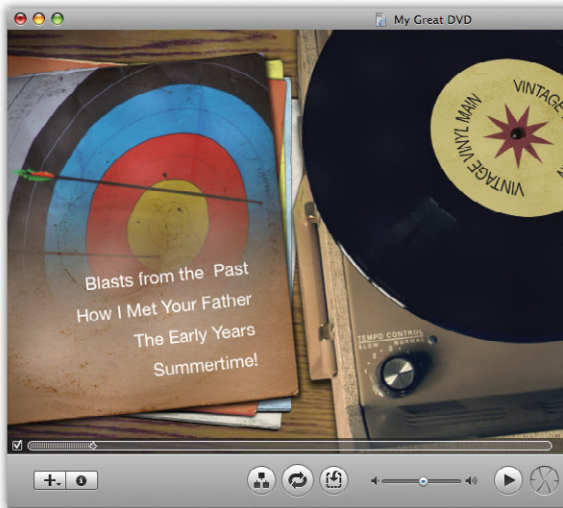 My Great DVD
VINTAGE VINYL MAIN
VINTAGE
VINTAGE
Blasts from the  Past
How I Met Your Father
The Early Years
Summertime!
TEMPO CONTROL
SLOW NORMAL